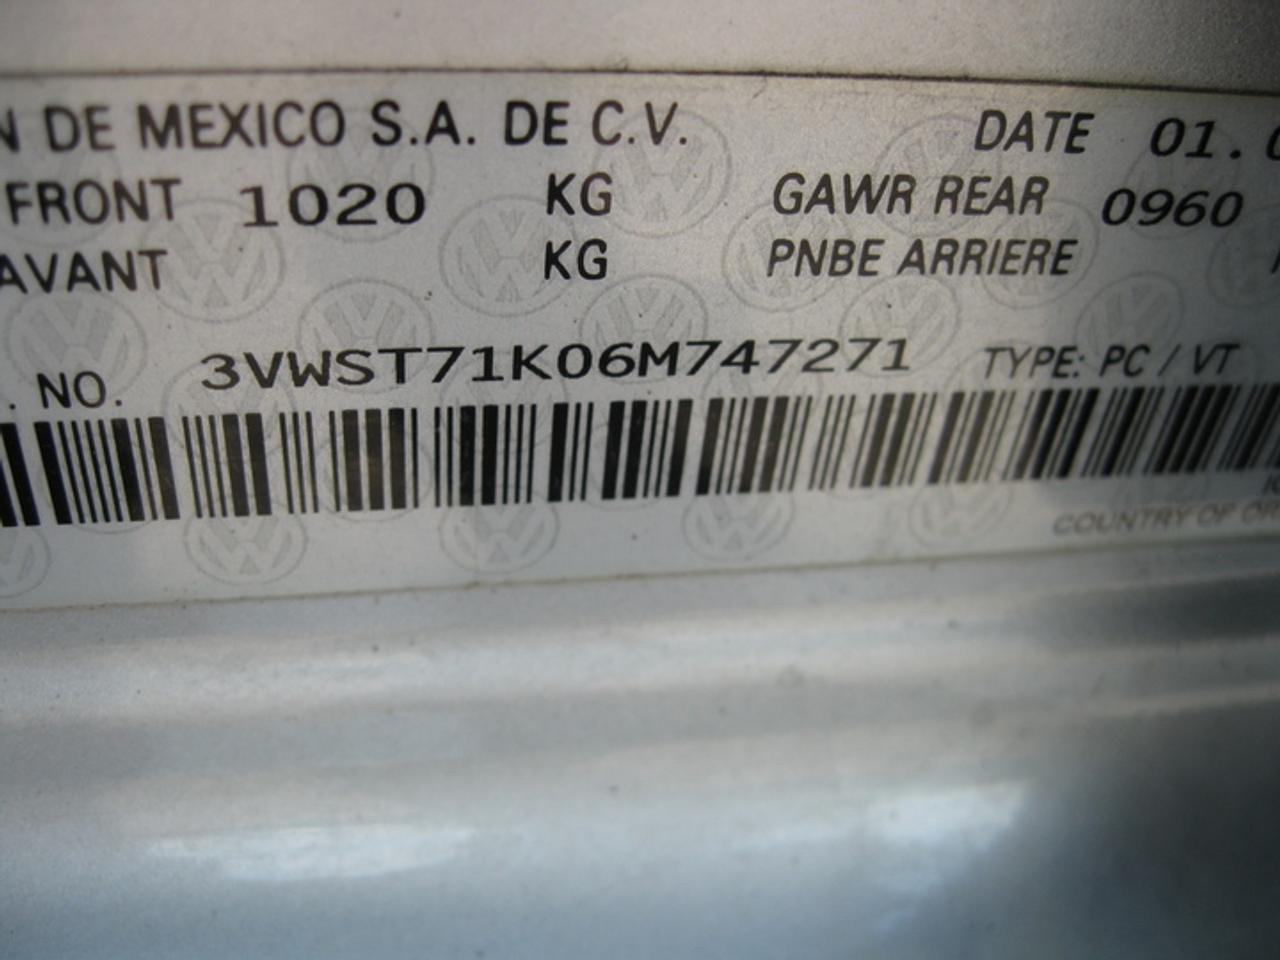 N DE MEXICO S.A. DE C.V. DATE 01.
FRONT 1020 KG GAWR REAR 0960
AVANT KG PNBE ARRIERE
. NO. 3VWST71K06M747271 TYPE: PC / VT
COUNTRY OF